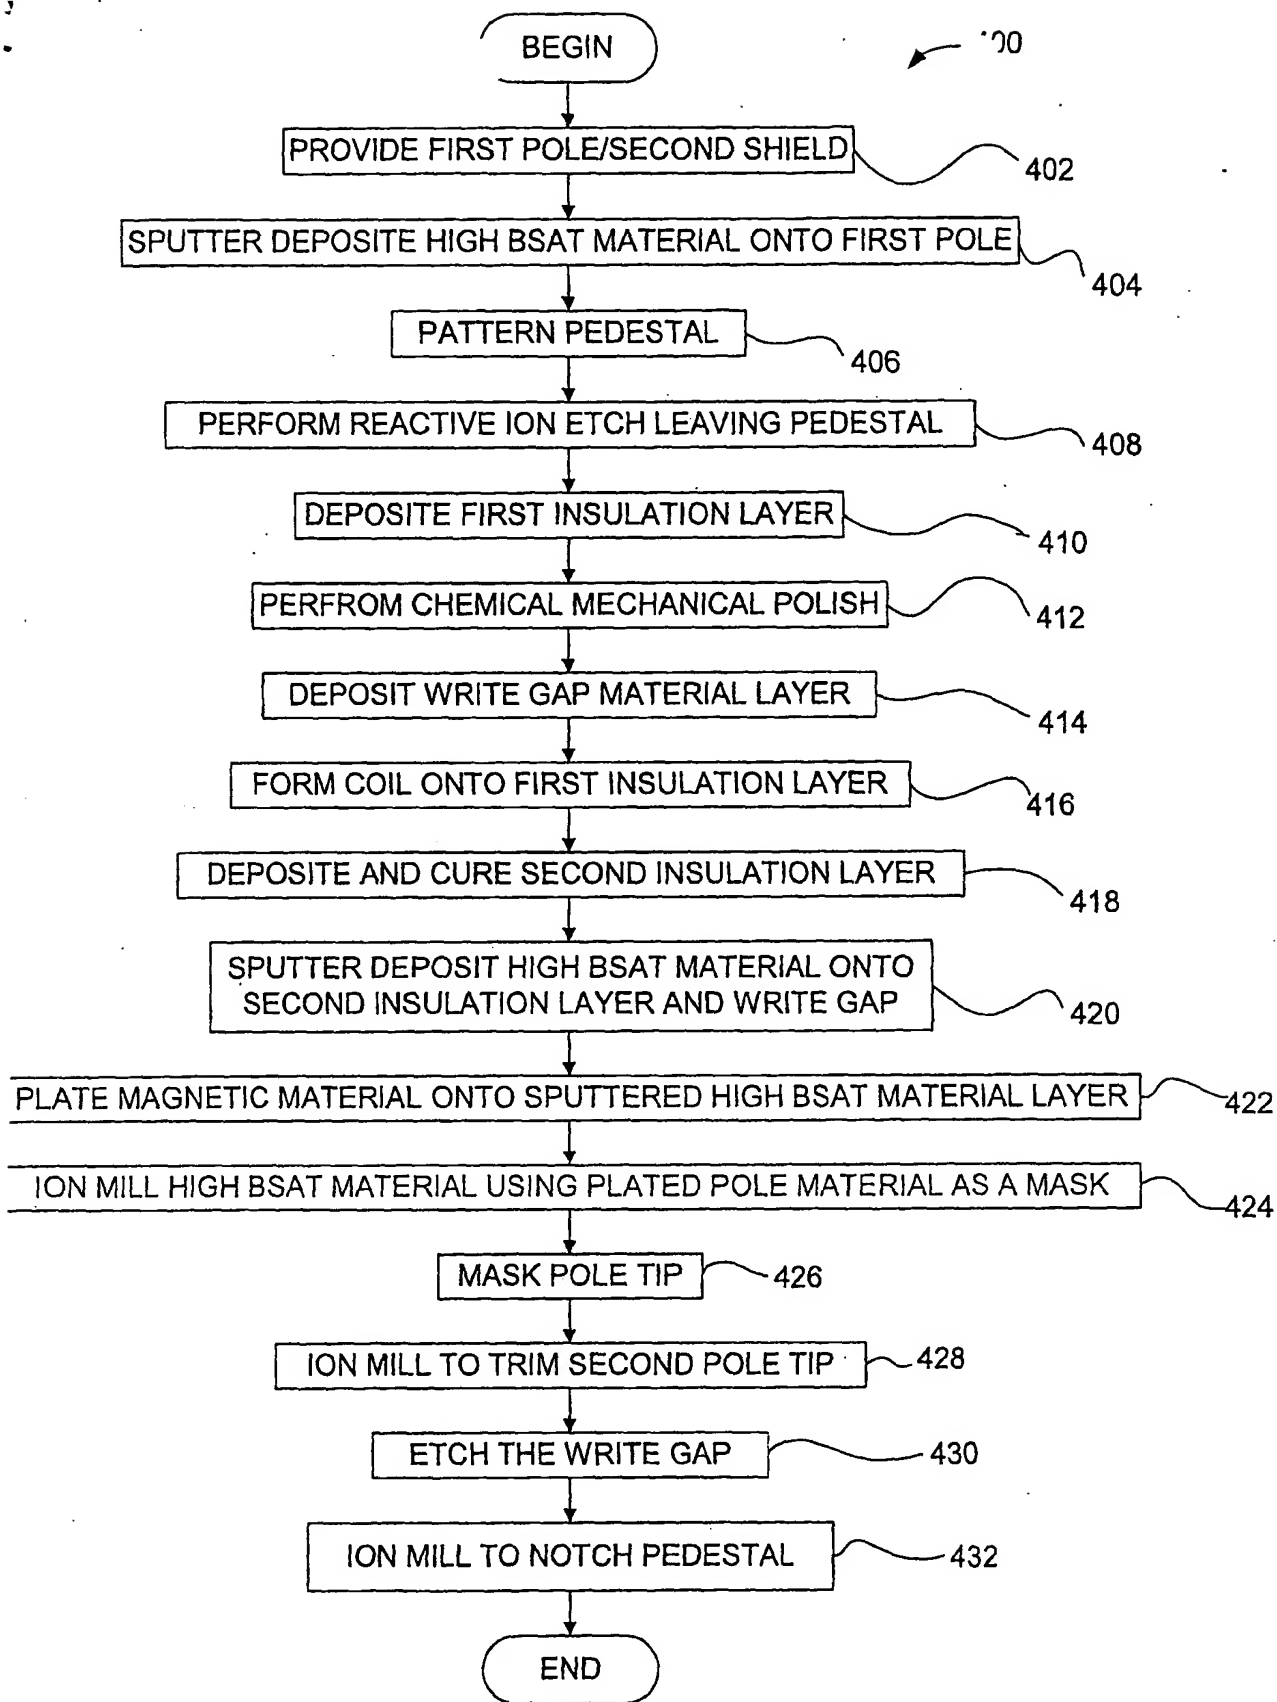 BEGIN
PROVIDE FIRST POLE/SECOND SHIELD
402
SPUTTER DEPOSITE HIGH BSAT MATERIAL ONTO FIRST POLE
404
PATTERN PEDESTAL
406
PERFORM REACTIVE ION ETCH LEAVING PEDESTAL
408
DEPOSITE FIRST INSULATION LAYER
410
PERFROM CHEMICAL MECHANICAL POLISH
412
DEPOSIT WRITE GAP MATERIAL LAYER
414
FORM COIL ONTO FIRST INSULATION LAYER
416
DEPOSITE AND CURE SECOND INSULATION LAYER
418
SPUTTER DEPOSIT HIGH BSAT MATERIAL ONTO
SECOND INSULATION LAYER AND WRITE GAP
420
PLATE MAGNETIC MATERIAL ONTO SPUTTERED HIGH BSAT MATERIAL LAYER
422
ION MILL HIGH BSAT MATERIAL USING PLATED POLE MATERIAL AS A MASK
424
MASK POLE TIP
426
ION MILL TO TRIM SECOND POLE TIP
428
ETCH THE WRITE GAP
430
ION MILL TO NOTCH PEDESTAL
432
END